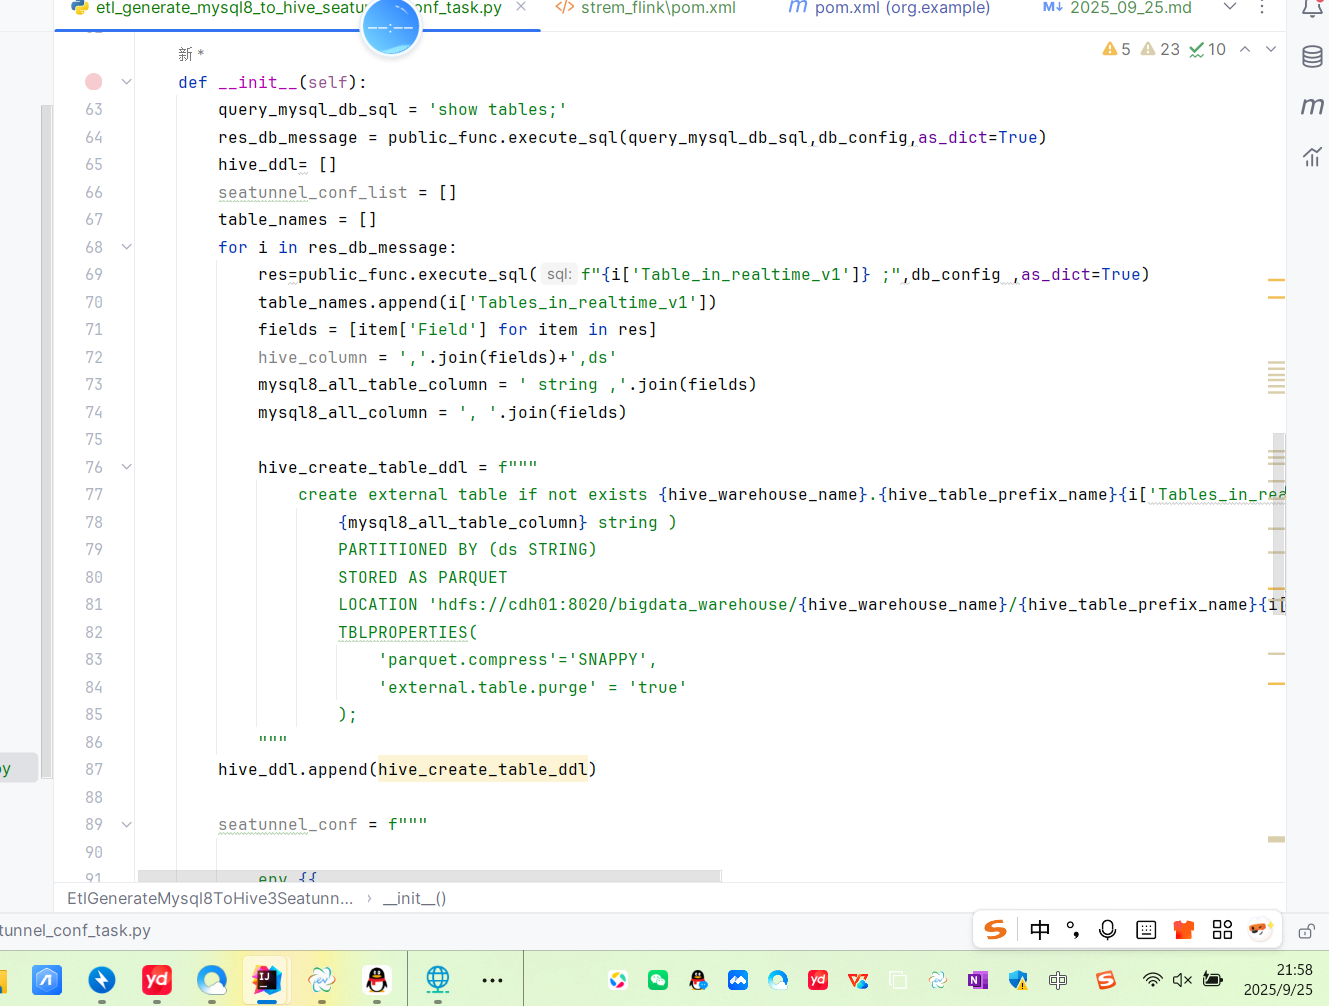 etl_generate_mysql8_to_hive_seatu
onf_task.py
strem_flink\pom.xml
pom.xml (org.example)
2025_09_25.md
新 *
5
23
10
def __init__(self):
63 query_mysql_db_sql = 'show tables;'
64 res_db_message = public_func.execute_sql(query_mysql_db_sql,db_config,as_dict=True)
65 hive_ddl= []
66 seatunnel_conf_list = []
67 table_names = []
68 for i in res_db_message:
69 res=public_func.execute_sql( sql: f"{i['Table_in_realtime_v1']} ;",db_config ,as_dict=True)
70 table_names.append(i['Tables_in_realtime_v1'])
71 fields = [item['Field'] for item in res]
72 hive_column = ','.join(fields)+',ds'
73 mysql8_all_table_column = ' string ,'.join(fields)
74 mysql8_all_column = ', '.join(fields)
75
76 hive_create_table_ddl = f"""
77 create external table if not exists {hive_warehouse_name}.{hive_table_prefix_name}{i['Tables_in_rea
78 {mysql8_all_table_column} string )
79 PARTITIONED BY (ds STRING)
80 STORED AS PARQUET
81 LOCATION 'hdfs://cdh01:8020/bigdata_warehouse/{hive_warehouse_name}/{hive_table_prefix_name}{i[
82 TBLPROPERTIES(
83 'parquet.compress'='SNAPPY',
84 'external.table.purge' = 'true'
85 );
86 """
87 hive_ddl.append(hive_create_table_ddl)
88
89 seatunnel_conf = f"""
90
91 env {{
py
EtlGenerateMysql8ToHive3Seatunn... › __init__()
tunnel_conf_task.py
中
yd
yd
中
21:58
2025/9/25